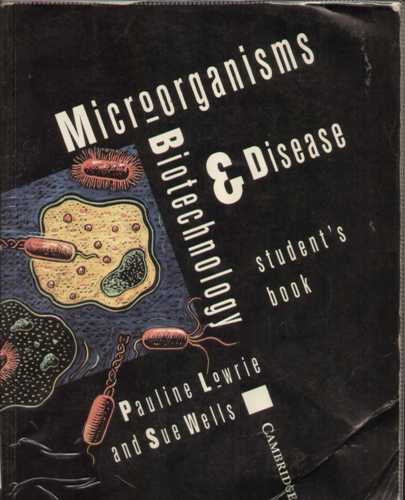 Microorganisms
Biotechnology
& Disease
student's
book
Pauline Lowrie
and Sue Wells
CAMBRIDGE